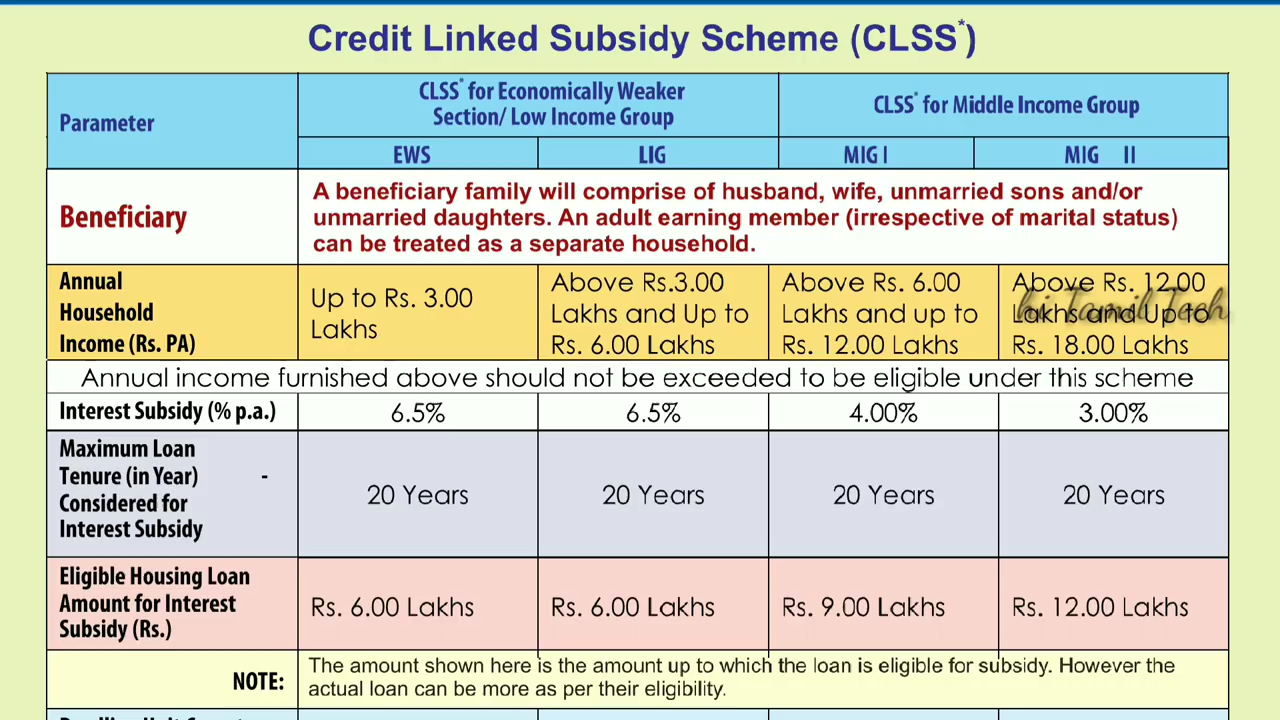 Credit Linked Subsidy Scheme (CLSS*)
Parameter
CLSS* for Economically Weaker
Section/ Low Income Group
CLSS* for Middle Income Group
EWS
LIG
MIG I
MIG II
Beneficiary
A beneficiary family will comprise of husband, wife, unmarried sons and/or
unmarried daughters. An adult earning member (irrespective of marital status)
can be treated as a separate household.
Annual
Household
Income (Rs. PA)
Up to Rs. 3.00
Lakhs
Above Rs.3.00
Lakhs and Up to
Rs. 6.00 Lakhs
Above Rs. 6.00
Lakhs and up to
Rs. 12.00 Lakhs
Above Rs. 12.00
Lakhs and Up to
Rs. 18.00 Lakhs
hi Tamil Tech
Annual income furnished above should not be exceeded to be eligible under this scheme
Interest Subsidy (% p.a.)
6.5%
6.5%
4.00%
3.00%
Maximum Loan
Tenure (in Year) -
Considered for
Interest Subsidy
20 Years
20 Years
20 Years
20 Years
Eligible Housing Loan
Amount for Interest
Subsidy (Rs.)
Rs. 6.00 Lakhs
Rs. 6.00 Lakhs
Rs. 9.00 Lakhs
Rs. 12.00 Lakhs
NOTE:
The amount shown here is the amount up to which the loan is eligible for subsidy. However the
actual loan can be more as per their eligibility.